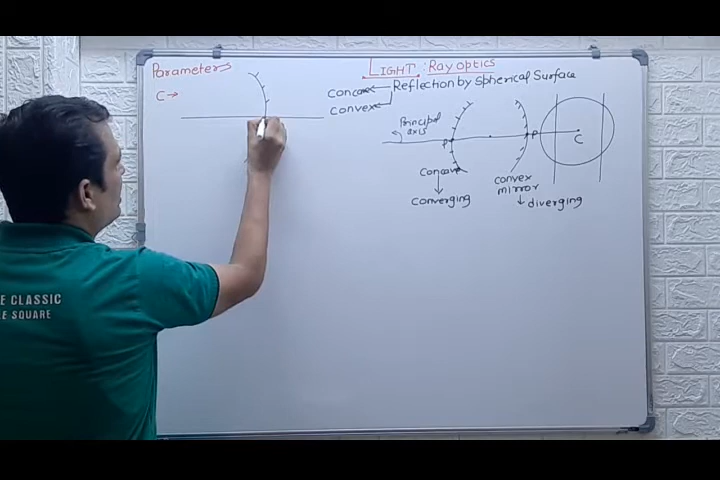 LIGHT : Ray optics
Parameters
Reflection by Spherical Surface
Concave
Convex
C →
Principal
axis
P
P
C
Concave
convex
mirror
converging
diverging
E CLASSIC
LE SQUARE